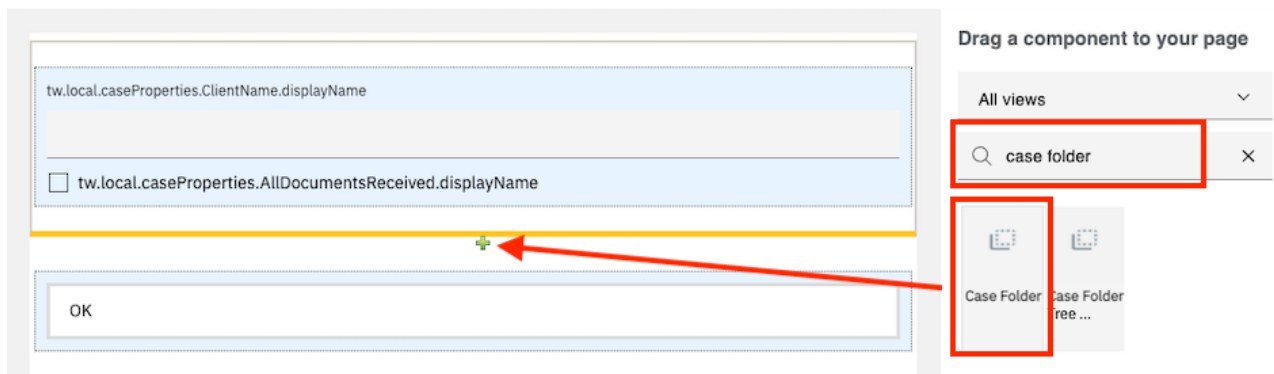 tw.local.caseProperties.ClientName.displayName
tw.local.caseProperties.AllDocumentsReceived.displayName
OK
Drag a component to your page
All views
case folder
Case Folder
Case Folder
Tree ...